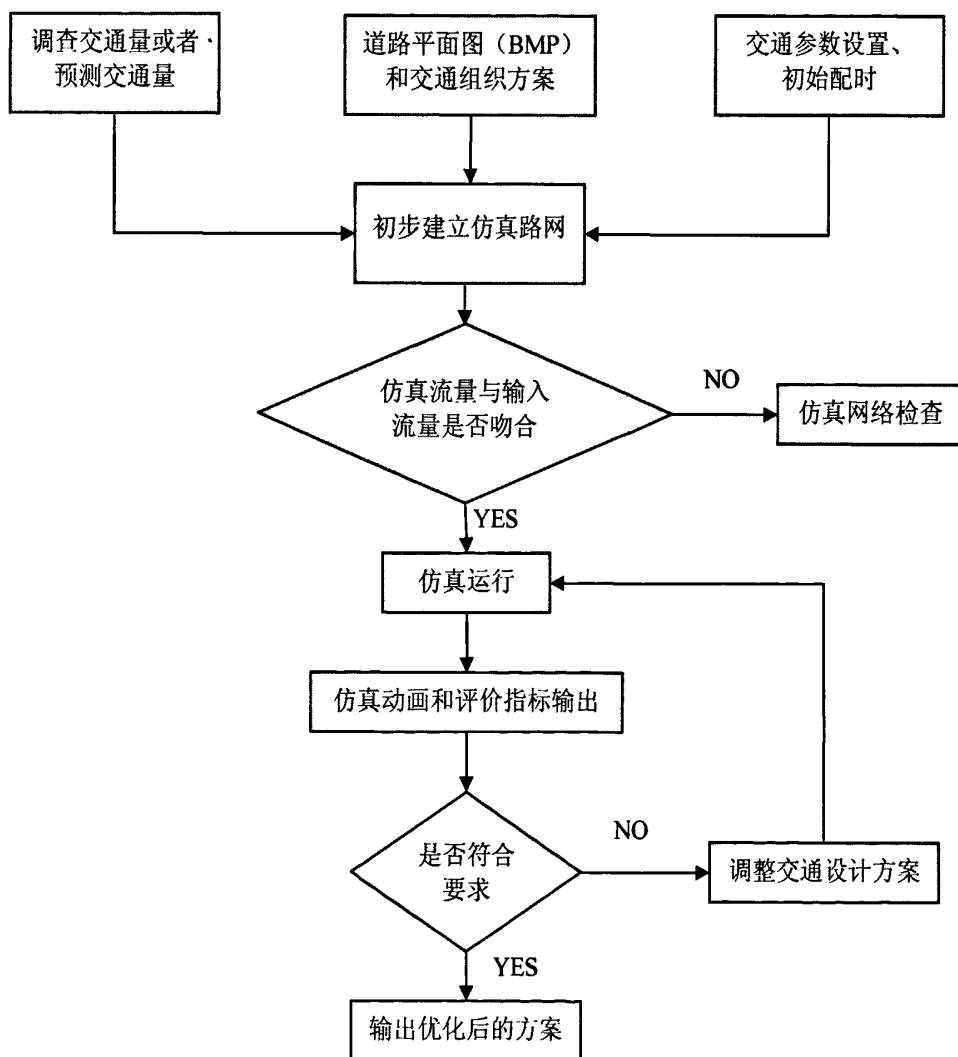 调查交通量或者·
预测交通量
道路平面图（BMP）
和交通组织方案
交通参数设置、
初始配时
初步建立仿真路网
仿真流量与输入
流量是否吻合
NO
仿真网络检查
YES
仿真运行
仿真动画和评价指标输出
是否符合
要求
NO
调整交通设计方案
YES
输出优化后的方案